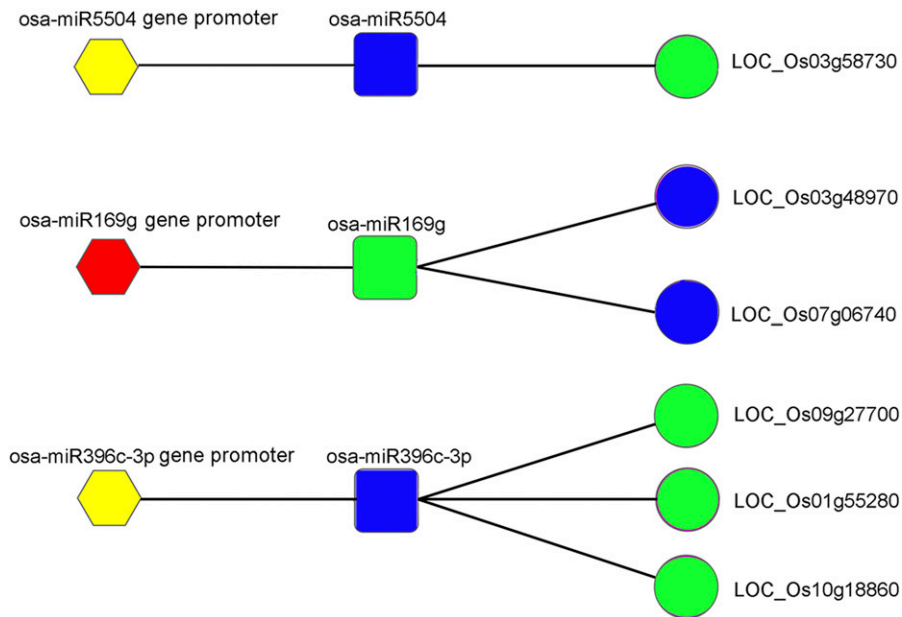 osa-miR5504 gene promoter
osa-miR5504
LOC_Os03g58730
osa-miR169g gene promoter
osa-miR169g
LOC_Os03g48970
LOC_Os07g06740
osa-miR396c-3p gene promoter
osa-miR396c-3p
LOC_Os09g27700
LOC_Os01g55280
LOC_Os10g18860